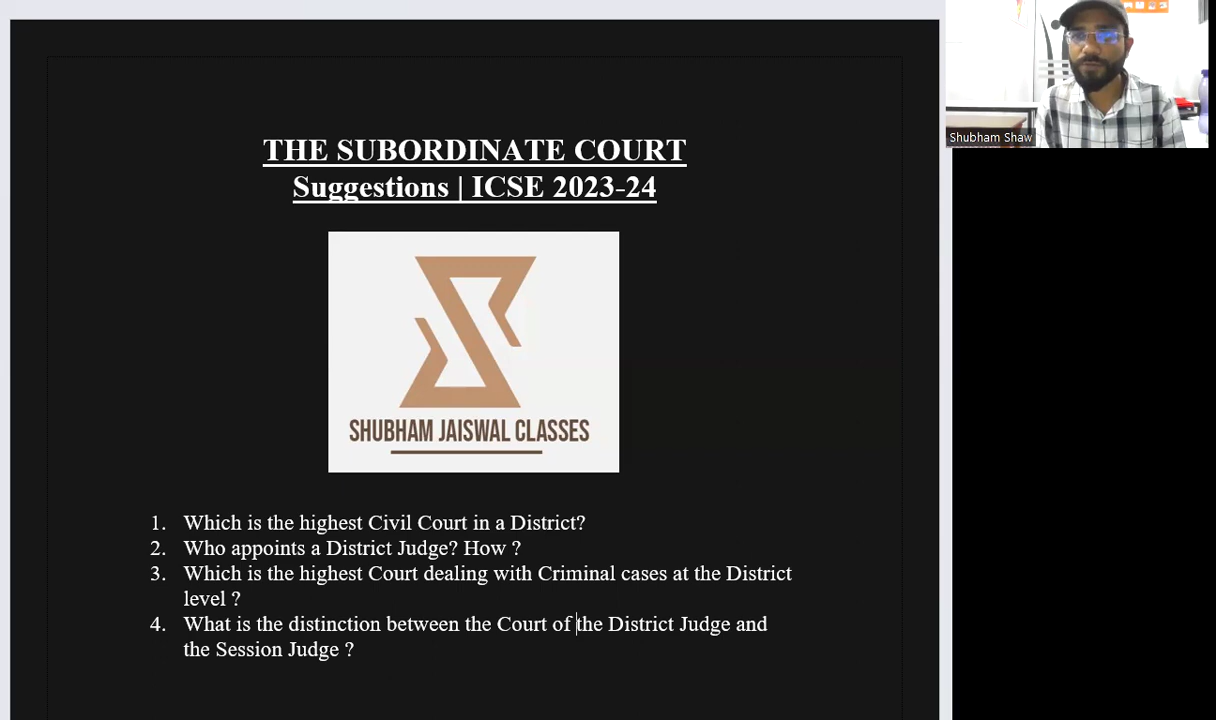 THE SUBORDINATE COURT
Suggestions | ICSE 2023-24
SHUBHAM JAISWAL CLASSES
1. Which is the highest Civil Court in a District?
2. Who appoints a District Judge? How ?
3. Which is the highest Court dealing with Criminal cases at the District
level ?
4. What is the distinction between the Court of the District Judge and
the Session Judge ?
Shubham Shaw